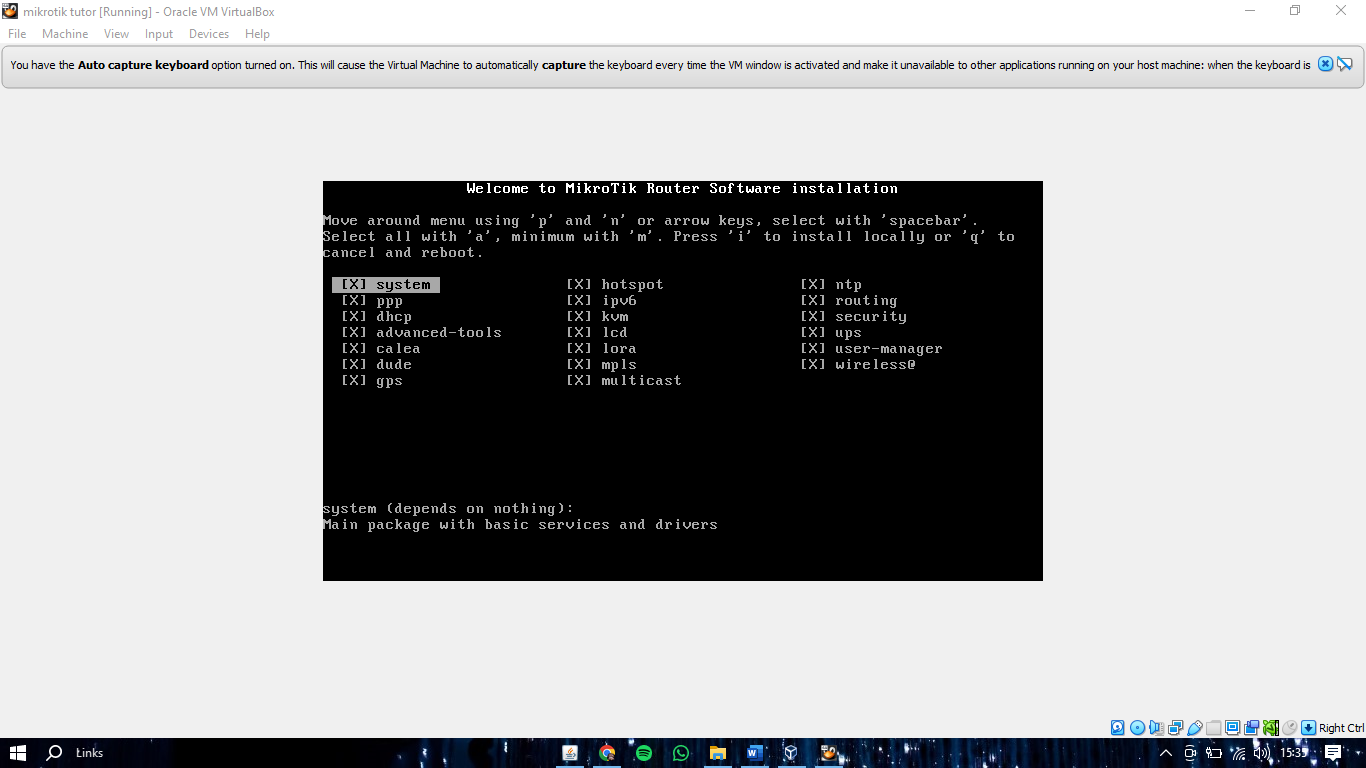 mikrotik tutor [Running] - Oracle VM VirtualBox
File Machine View Input Devices Help
You have the Auto capture keyboard option turned on. This will cause the Virtual Machine to automatically capture the keyboard every time the VM window is activated and make it unavailable to other applications running on your host machine: when the keyboard is
Welcome to MikroTik Router Software installation
Move around menu using 'p' and 'n' or arrow keys, select with 'spacebar'.
Select all with 'a', minimum with 'm'. Press 'i' to install locally or 'q' to
cancel and reboot.
[X] system [X] hotspot [X] ntp
[X] ppp [X] ipv6 [X] routing
[X] dhcp [X] kvm [X] security
[X] advanced-tools [X] lcd [X] ups
[X] calea [X] lora [X] user-manager
[X] dude [X] mpls [X] wireless@
[X] gps [X] multicast
system (depends on nothing):
Main package with basic services and drivers
Right Ctrl
Links 15:35